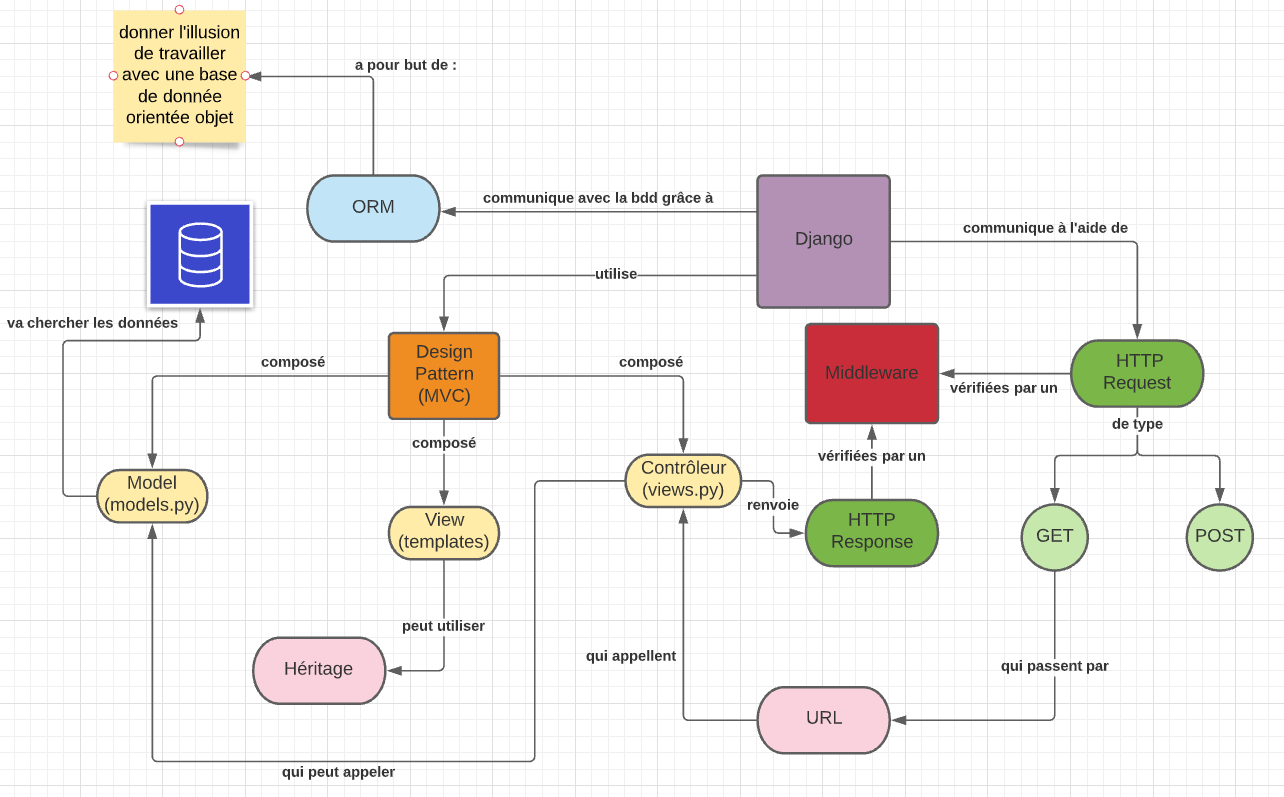 donner l'illusion
de travailler
avec une base
de donnée
orientée objet
a pour but de :
ORM
communique avec la bdd grâce à
Django
communique à l'aide de
utilise
va chercher les données
composé
Design
Pattern
(MVC)
composé
Middleware
vérifiées par un
HTTP
Request
de type
composé
vérifiées par un
Model
(models.py)
Contrôleur
(views.py)
renvoie
View
(templates)
HTTP
Response
GET
POST
peut utiliser
Héritage
qui appellent
qui passent par
URL
qui peut appeler